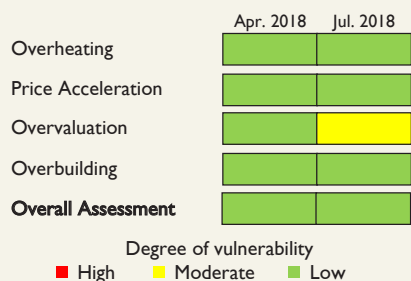 Apr. 2018 Jul. 2018
Overheating
Price Acceleration
Overvaluation
Overbuilding
Overall Assessment
Degree of vulnerability
High Moderate Low